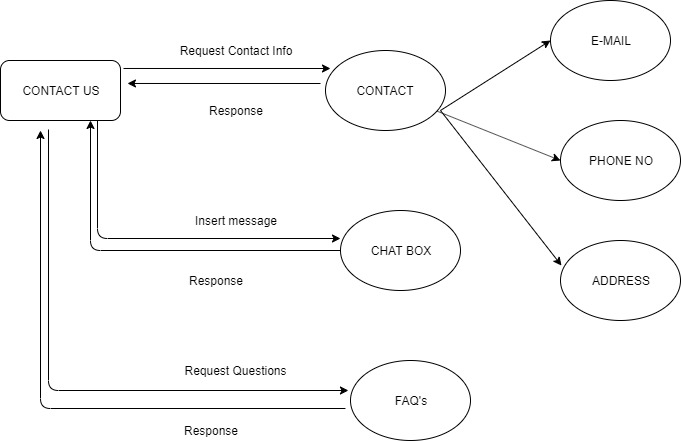 E-MAIL
Request Contact Info
CONTACT US
CONTACT
Response
PHONE NO
Insert message
CHAT BOX
Response
ADDRESS
Request Questions
FAQ's
Response